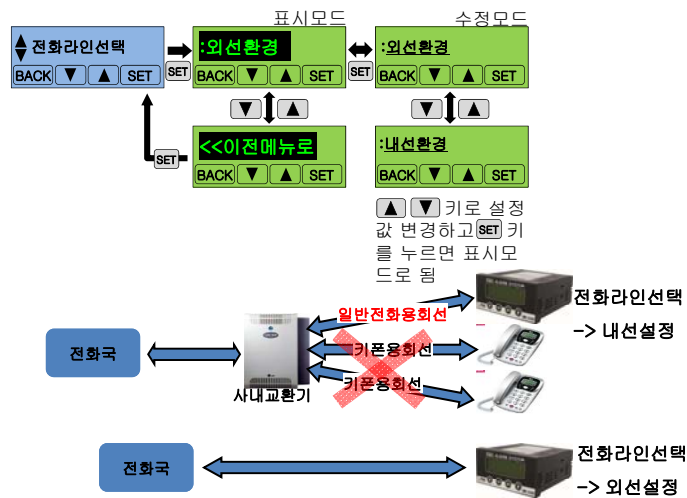 표시모드
수정모드
전화라인선택
BACK ▼ ▲ SET
SET
:외선환경
BACK ▼ ▲ SET
SET
:외선환경
BACK ▼ ▲ SET
▼ ▲
▼ ▲
SET
<<이전메뉴로
BACK ▼ ▲ SET
:내선환경
BACK ▼ ▲ SET
▲ ▼ 키로 설정
값 변경하고 SET 키
를 누르면 표시모
드로 됨
전화국
사내교환기
일반전화용회선
키폰용회선
키폰용회선
전화라인선택
-> 내선설정
전화국
전화라인선택
-> 외선설정